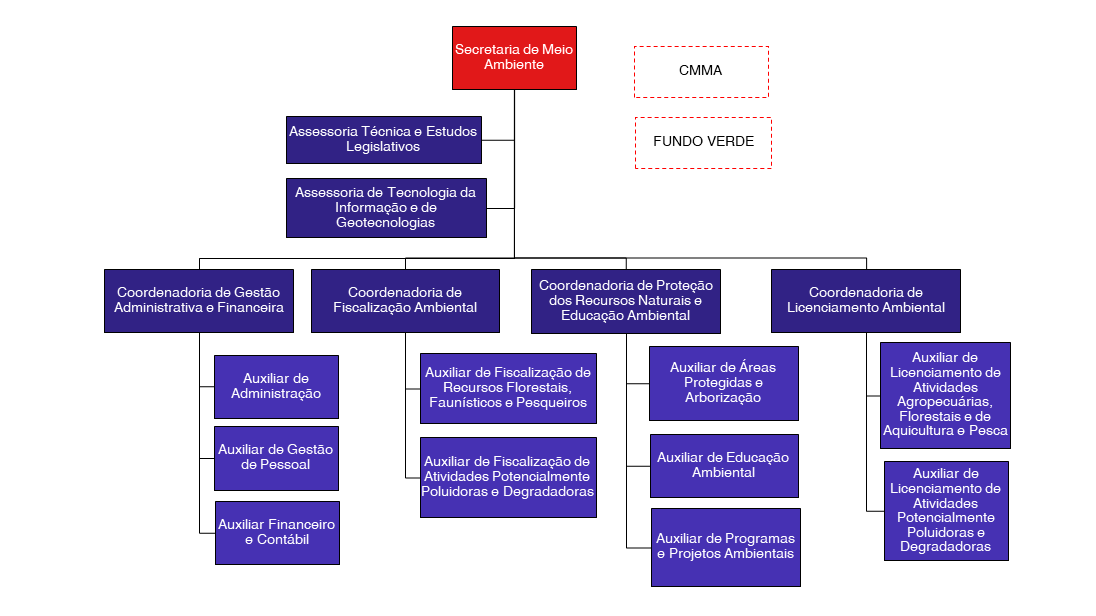 Secretaria de Meio
Ambiente
CMMA
FUNDO VERDE
Assessoria Técnica e Estudos
Legislativos
Assessoria de Tecnologia da
Informação e de
Geotecnologias
Coordenadoria de Gestão
Administrativa e Financeira
Coordenadoria de
Fiscalização Ambiental
Coordenadoria de Proteção
dos Recursos Naturais e
Educação Ambiental
Coordenadoria de
Licenciamento Ambiental
Auxiliar de
Administração
Auxiliar de Gestão
de Pessoal
Auxiliar Financeiro
e Contábil
Auxiliar de Fiscalização de
Recursos Florestais,
Faunísticos e Pesqueiros
Auxiliar de Fiscalização de
Atividades Potencialmente
Poluidoras e Degradadoras
Auxiliar de Áreas
Protegidas e
Arborização
Auxiliar de Educação
Ambiental
Auxiliar de Programas
e Projetos Ambientais
Auxiliar de
Licenciamento de
Atividades
Agropecuárias,
Florestais e de
Aquicultura e Pesca
Auxiliar de
Licenciamento de
Atividades
Potencialmente
Poluidoras e
Degradadoras